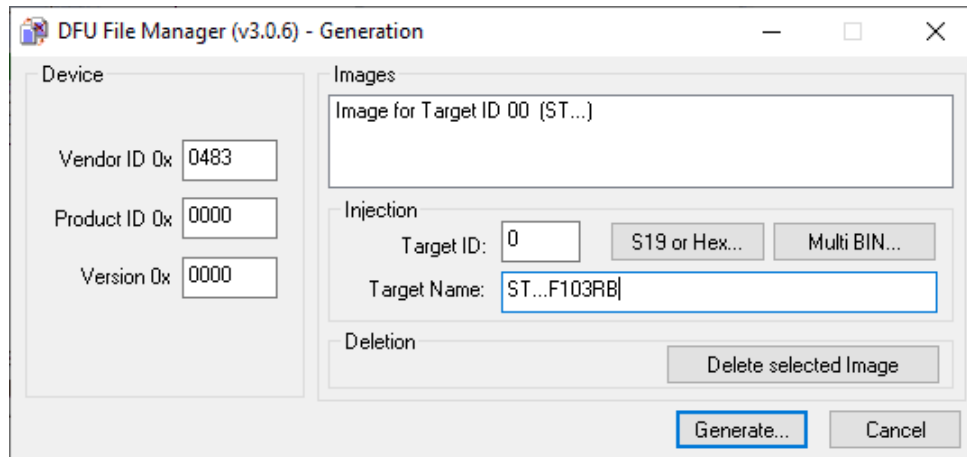 DFU File Manager (v3.0.6) - Generation
Device
Vendor ID 0x 0483
Product ID 0x 0000
Version 0x 0000
Images
Image for Target ID 00 (ST...)
Injection
Target ID: 0 S19 or Hex... Multi BIN...
Target Name: ST...F103RB
Deletion
Delete selected Image
Generate... Cancel